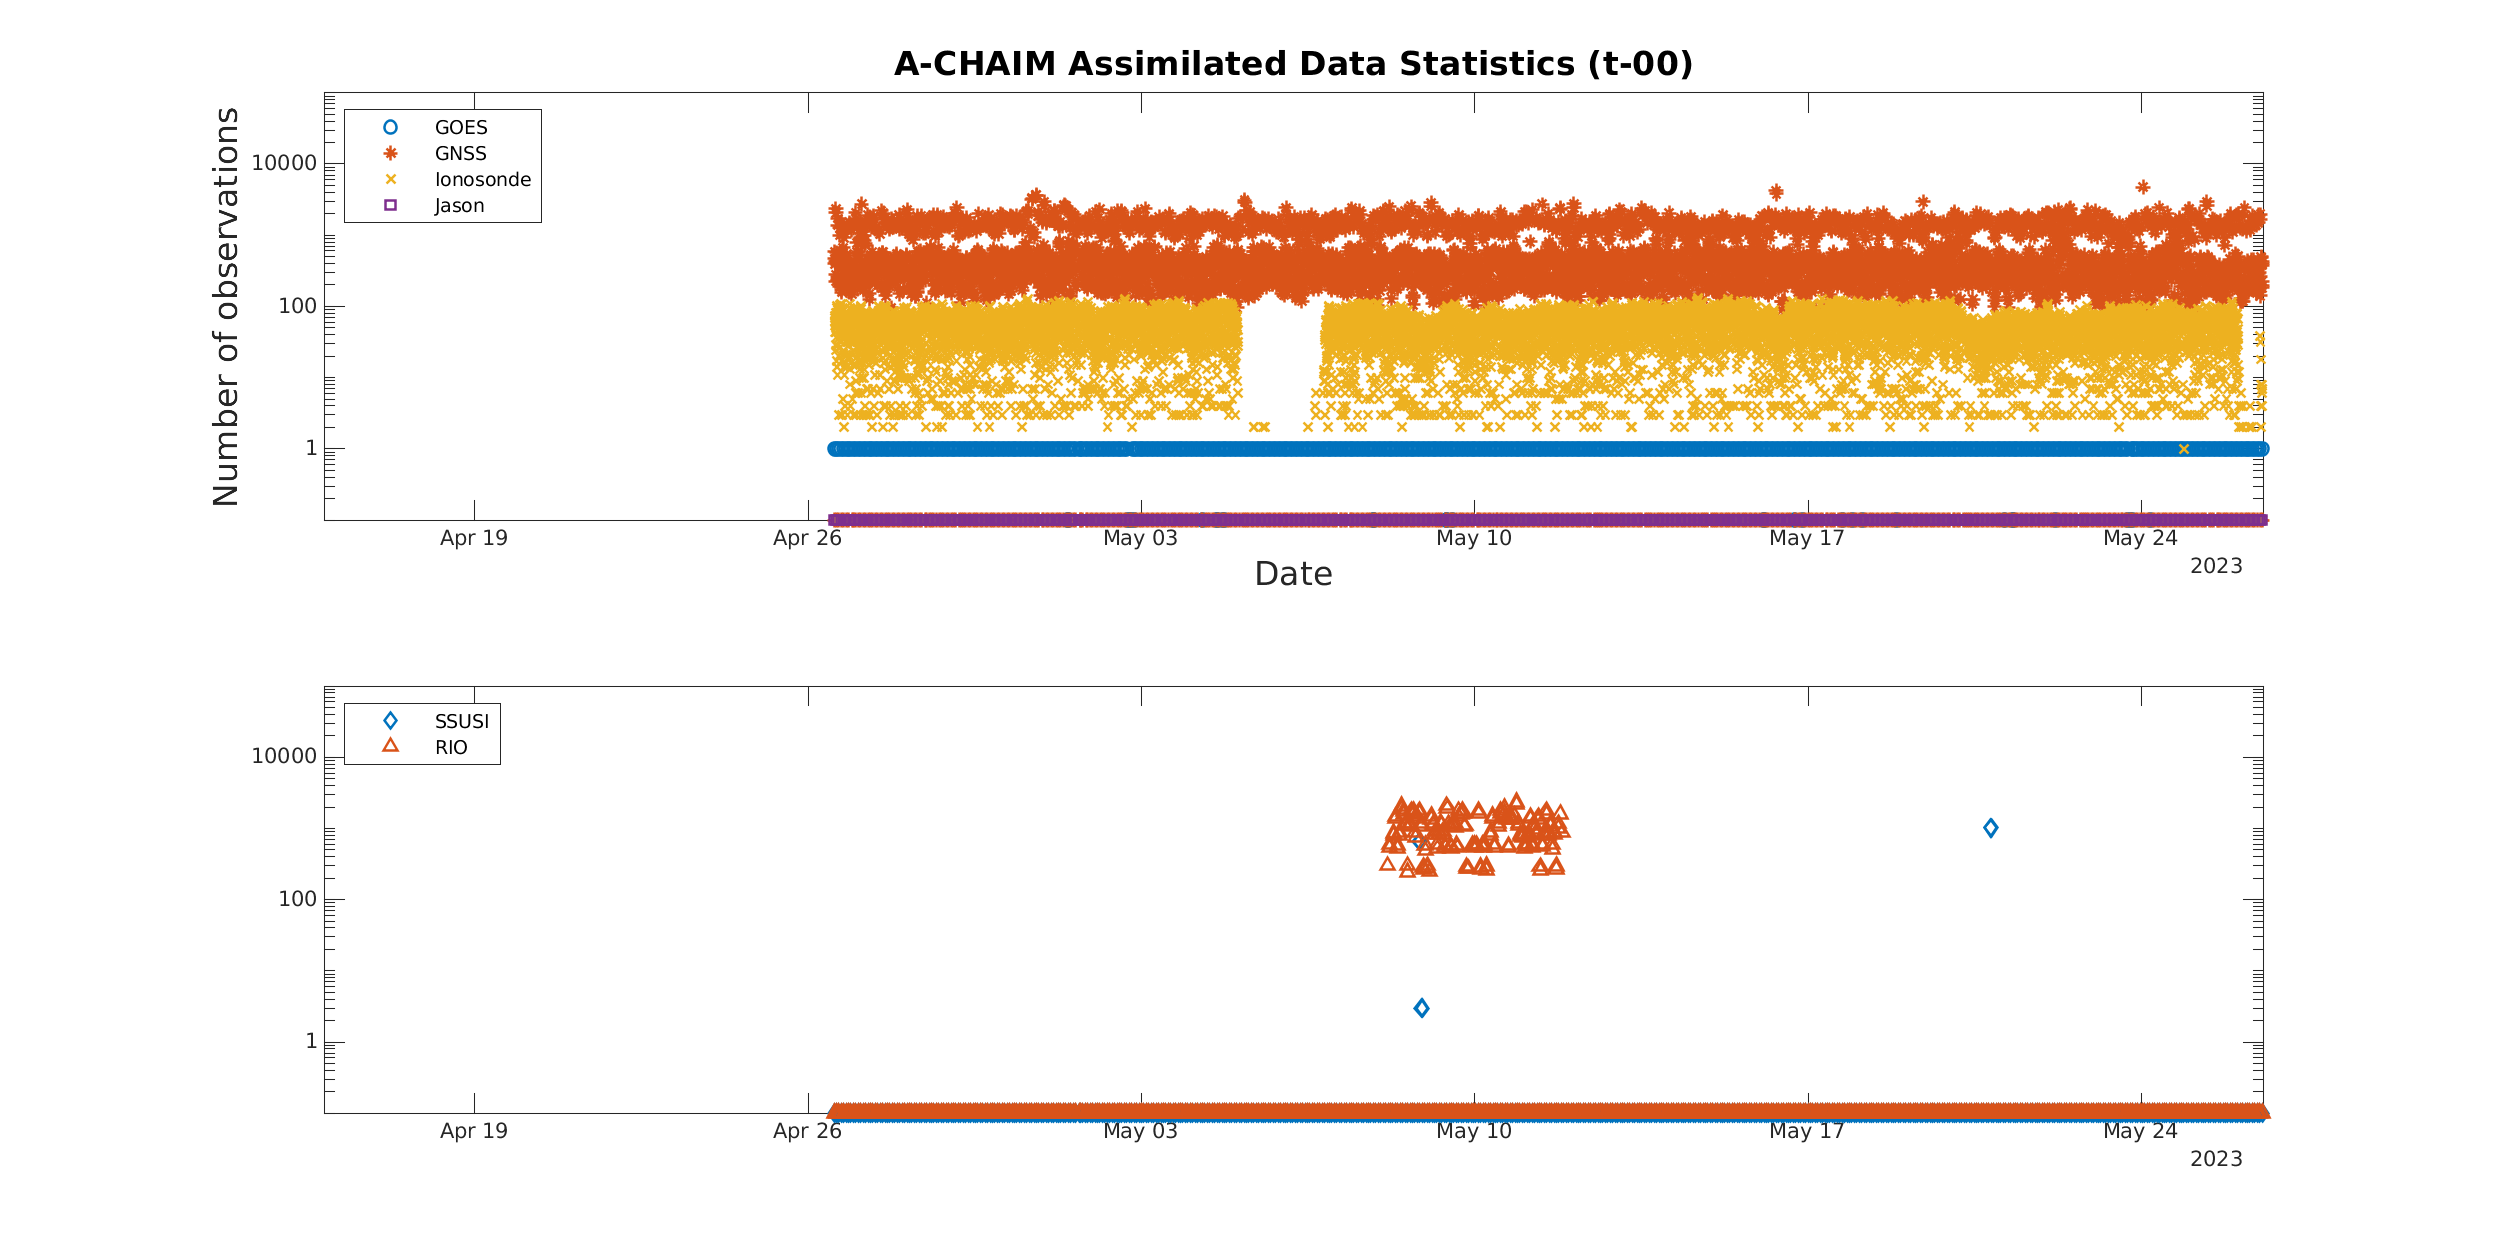 A-CHAIM Assimilated Data Statistics (t-00)
Number of observations
10000
100
1
GOES
GNSS
Ionosonde
Jason
Apr 19 Apr 26 May 03 May 10 May 17 May 24
2023
Date
10000
100
1
SSUSI
RIO
Apr 19 Apr 26 May 03 May 10 May 17 May 24
2023